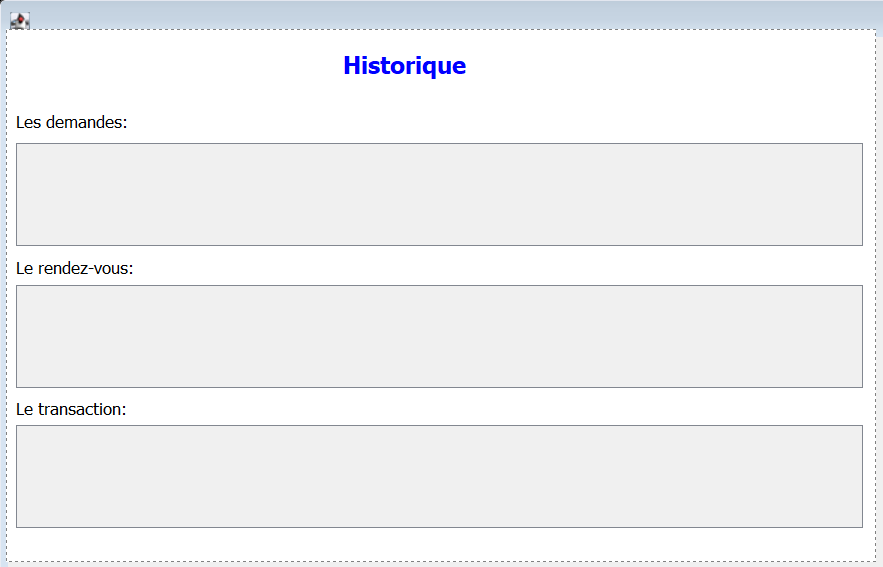 Historique
Les demandes:
Le rendez-vous:
Le transaction: